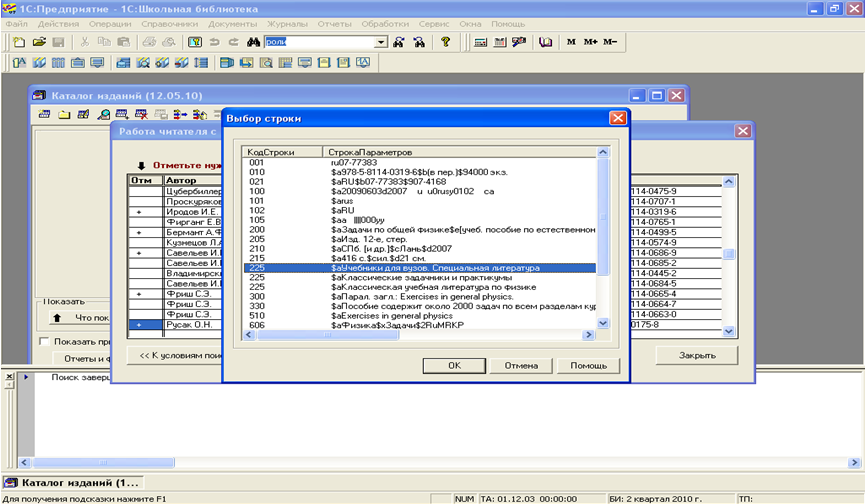 1С:Предприятие - 1С:Школьная библиотека
Файл Действия Операции Справочники Документы Журналы Отчеты Обработки Сервис Окна Помощь
роли
М М+ М-
Каталог изданий (12.05.10)
Работа читателя с
Выбор строки
Отметьте нуж
Отм Автор
Цубербиллер
Проскуряков
+ Иродов И.Е.
Фирганг Е.В
+ Бермант А.Ф
Кузнецов Л.А
+ Савельев И.В
Савельев И.В
Владимирски
Савельев И.В
+ Фриш С.Э.
Фриш С.Э.
Фриш С.Э.
+ Русак О.Н.
КодСтроки СтрокаПараметров
001 ru07-77383
010 $a978-5-8114-0319-6$b(в пер.)$94000 экз.
021 $aRU$b07-77383$907-4168
100 $a20090603d2007 u u0rusy0102 ca
101 $arus
102 $aRU
105 $aa ||||000yy
200 $aЗадачи по общей физике$e[учеб. пособие по естественнон
205 $aИзд. 12-е, стер.
210 $aСПб. [и др.]$cЛань$d2007
215 $a416 с.$cил.$d21 см.
225 $aУчебники для вузов. Специальная литература
225 $aКлассические задачники и практикумы
225 $aКлассическая учебная литература по физике
300 $aПарал. загл.: Exercises in general physics.
330 $aПособие содержит около 2000 задач по всем разделам кур
510 $aExercises in general physics
606 $aФизика$xЗадачи$2RuMRKP
114-0475-9
114-0707-1
114-0319-6
3114-0765-1
114-0499-5
114-0574-9
114-0686-9
114-0685-2
114-0445-2
114-0684-5
114-0665-4
114-0664-7
114-0663-0
0175-8
Показать
Что пок
Показать при
Отчеты и ф
<< К условиям пои
OK Отмена Помощь
Закрыть
Поиск заверш
Каталог изданий (1...
Для получения подсказки нажмите F1 NUM ТА: 01.12.03 00:00:00 БИ: 2 квартал 2010 г. ТП: